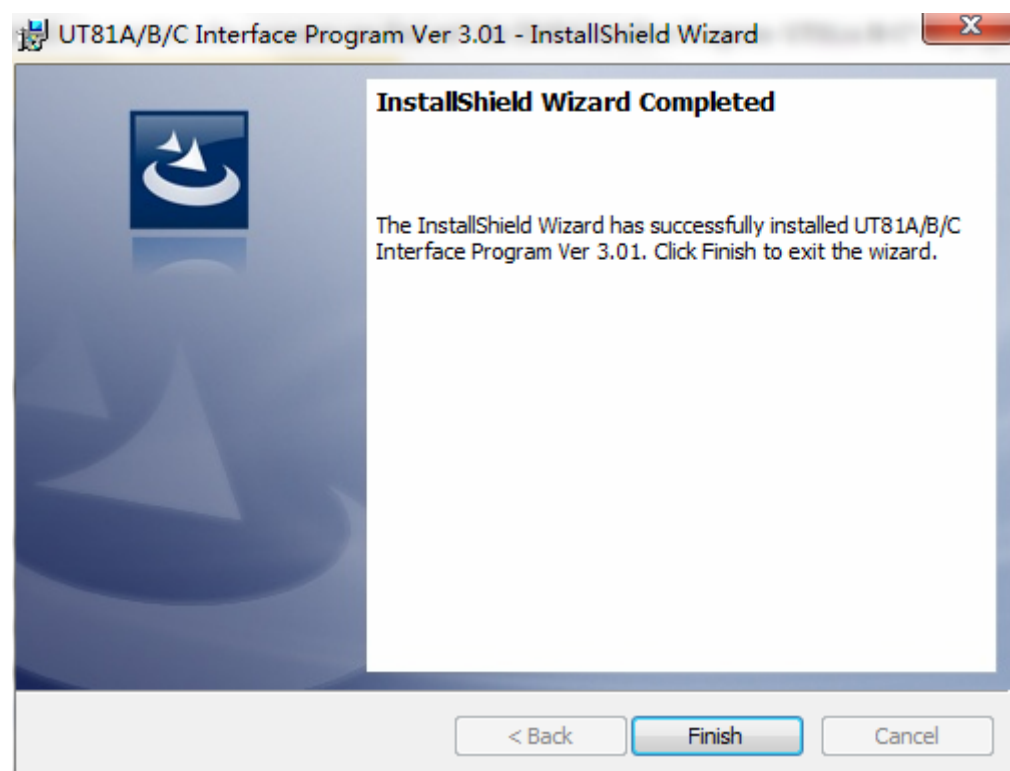 UT81A/B/C Interface Program Ver 3.01 - InstallShield Wizard
X
InstallShield Wizard Completed
The InstallShield Wizard has successfully installed UT81A/B/C
Interface Program Ver 3.01. Click Finish to exit the wizard.
< Back
Finish
Cancel